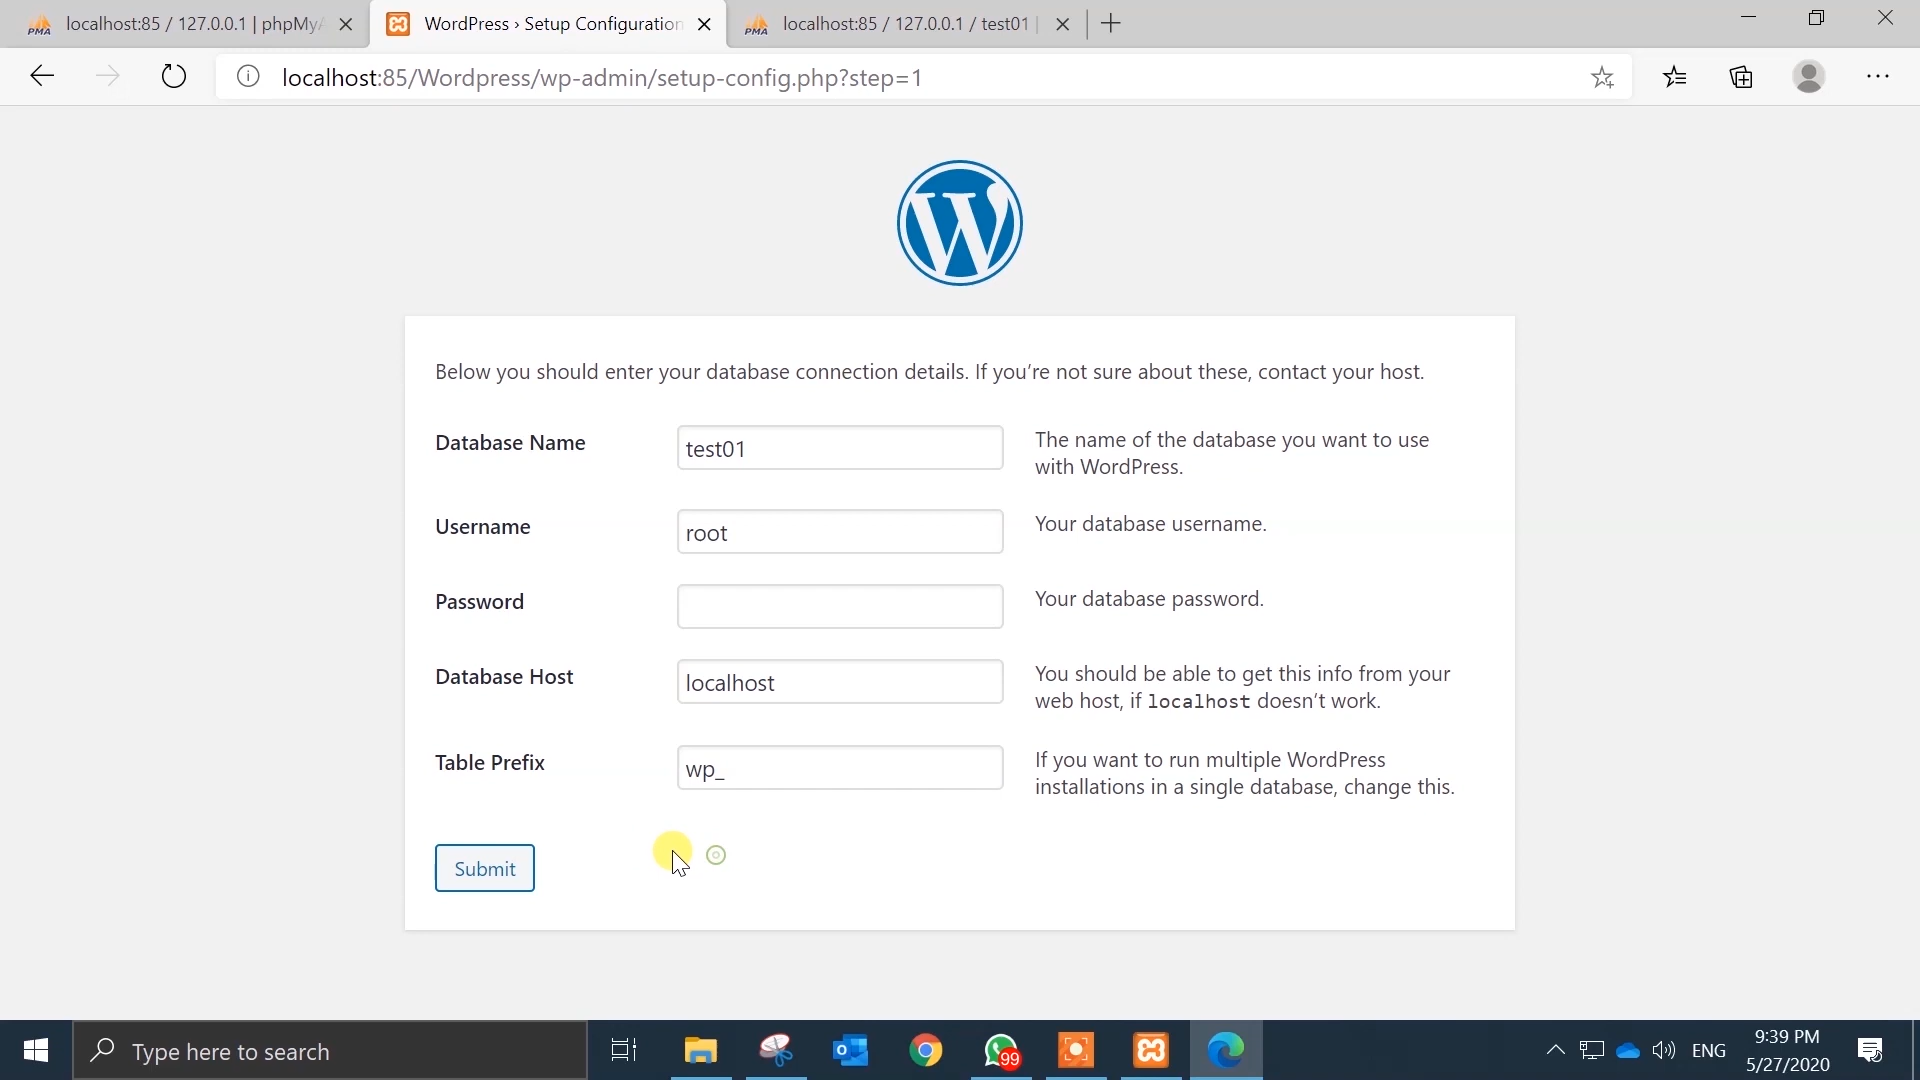 localhost:85 / 127.0.0.1 | phpMyA
WordPress › Setup Configuration
localhost:85 / 127.0.0.1 / test01 |
localhost:85/Wordpress/wp-admin/setup-config.php?step=1
Below you should enter your database connection details. If you’re not sure about these, contact your host.
Database Name
test01
The name of the database you want to use
with WordPress.
Username
root
Your database username.
Password
Your database password.
Database Host
localhost
You should be able to get this info from your
web host, if localhost doesn’t work.
Table Prefix
wp_
If you want to run multiple WordPress
installations in a single database, change this.
Submit
Type here to search
99
ENG
9:39 PM
5/27/2020
PMA
PMA